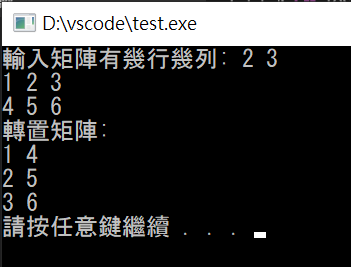 D:\vscode\test.exe
輸入矩陣有幾行幾列: 2 3
1 2 3
4 5 6
轉置矩陣:
1 4
2 5
3 6
請按任意鍵繼續 . . .